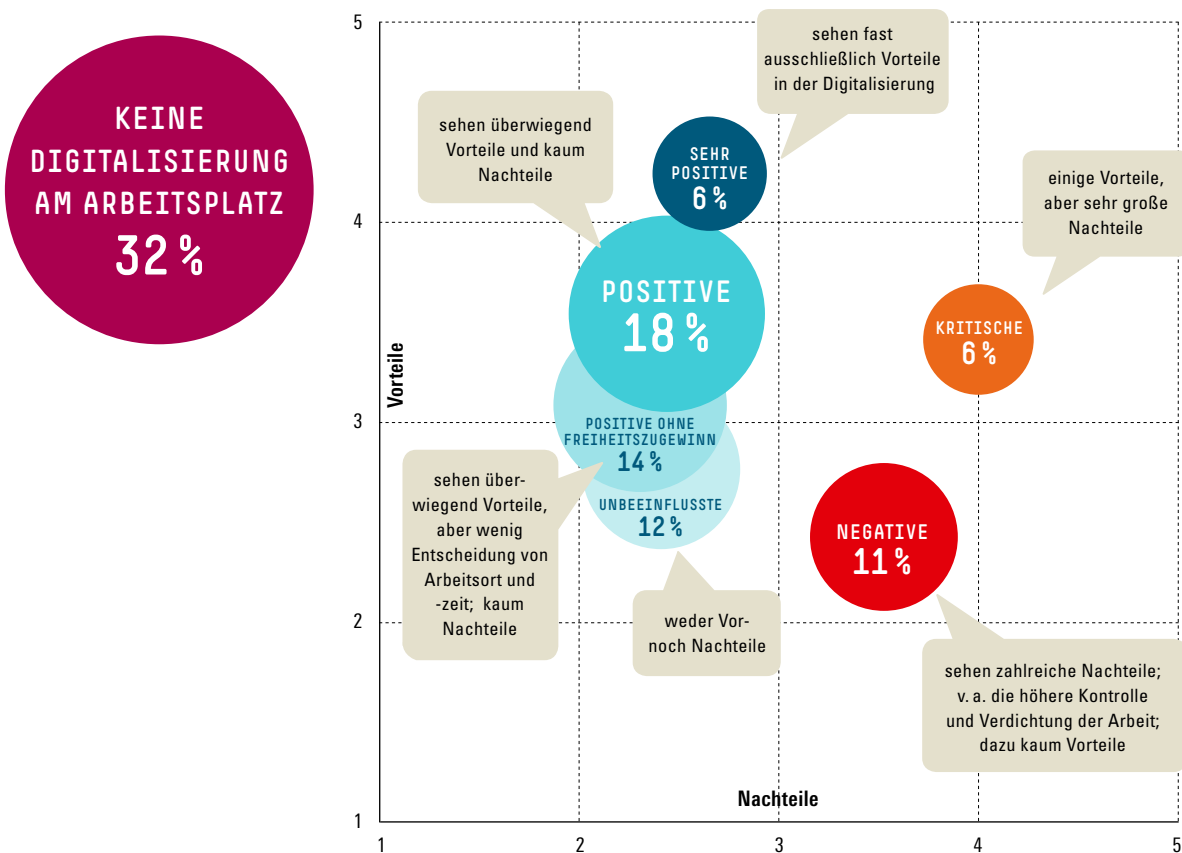 KEINE
DIGITALISIERUNG
AM ARBEITSPLATZ
32 %
5
4
3
2
1
Vorteile
sehen fast
ausschließlich Vorteile
in der Digitalisierung
sehen überwiegend
Vorteile und kaum
Nachteile
SEHR
POSITIVE
6 %
einige Vorteile,
aber sehr große
Nachteile
POSITIVE
18 %
KRITISCHE
6 %
POSITIVE OHNE
FREIHEITSZUGEWINN
14 %
sehen über-
wiegend Vorteile,
aber wenig
Entscheidung von
Arbeitsort und
-zeit; kaum
Nachteile
UNBEEINFLUSSTE
12 %
NEGATIVE
11 %
weder Vor-
noch Nachteile
sehen zahlreiche Nachteile;
v. a. die höhere Kontrolle
und Verdichtung der Arbeit;
dazu kaum Vorteile
Nachteile
1 2 3 4 5